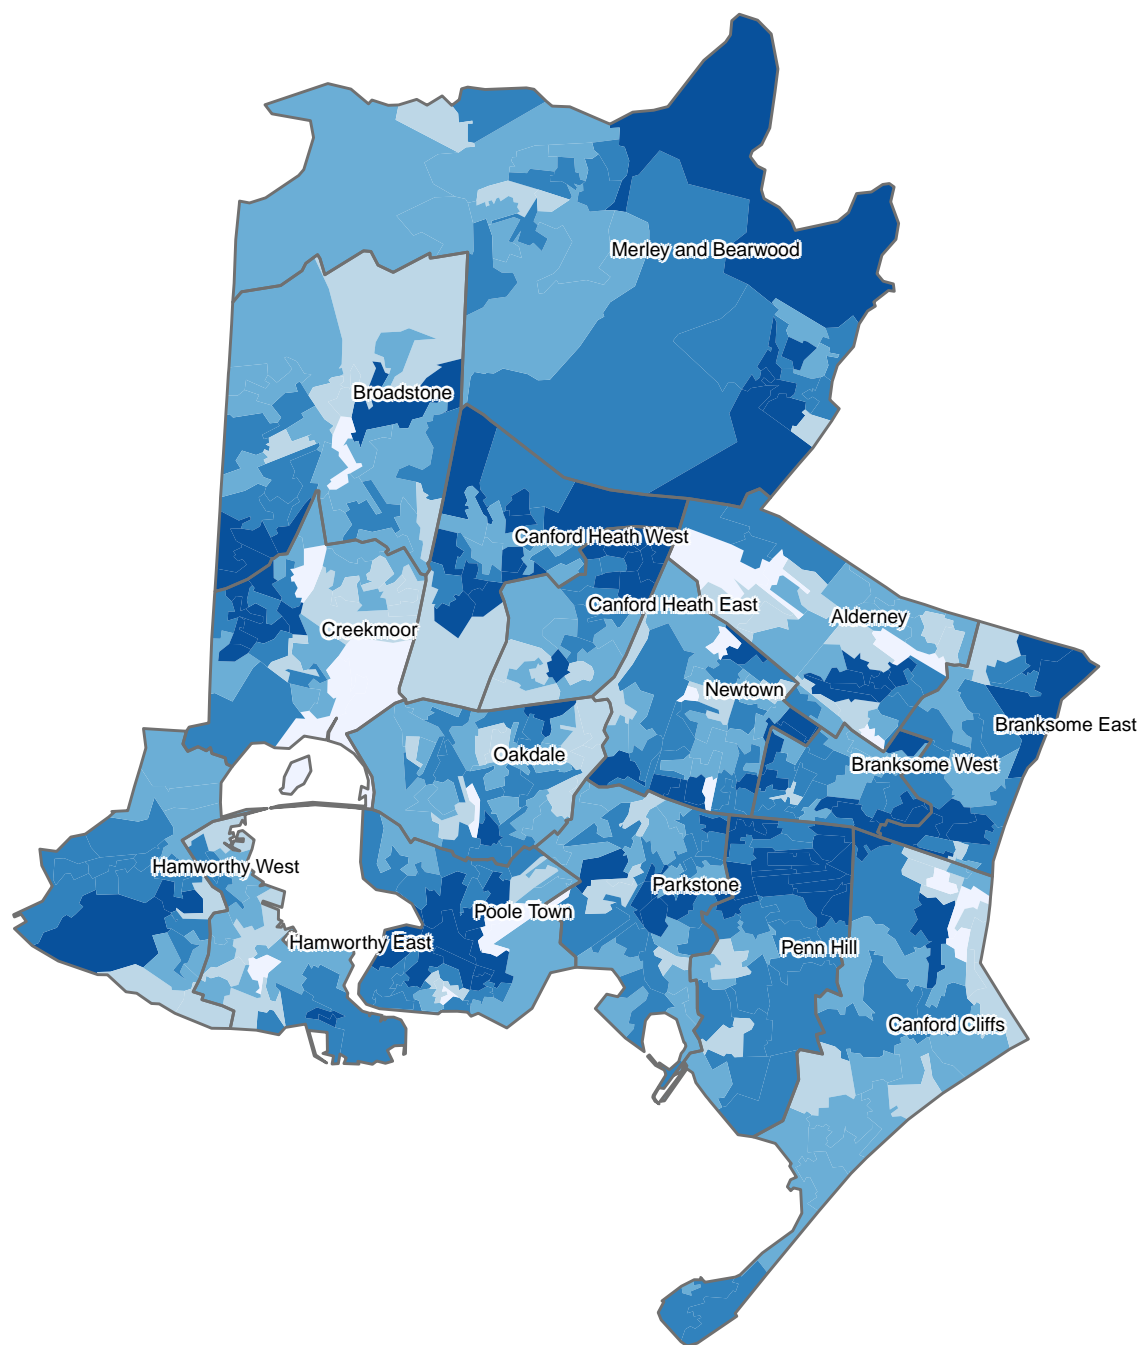 Merley and Bearwood
Broadstone
Canford Heath West
Canford Heath East
Alderney
Creekmoor
Newtown
Branksome East
Oakdale
Branksome West
Hamworthy West
Parkstone
Poole Town
Hamworthy East
Penn Hill
Canford Cliffs